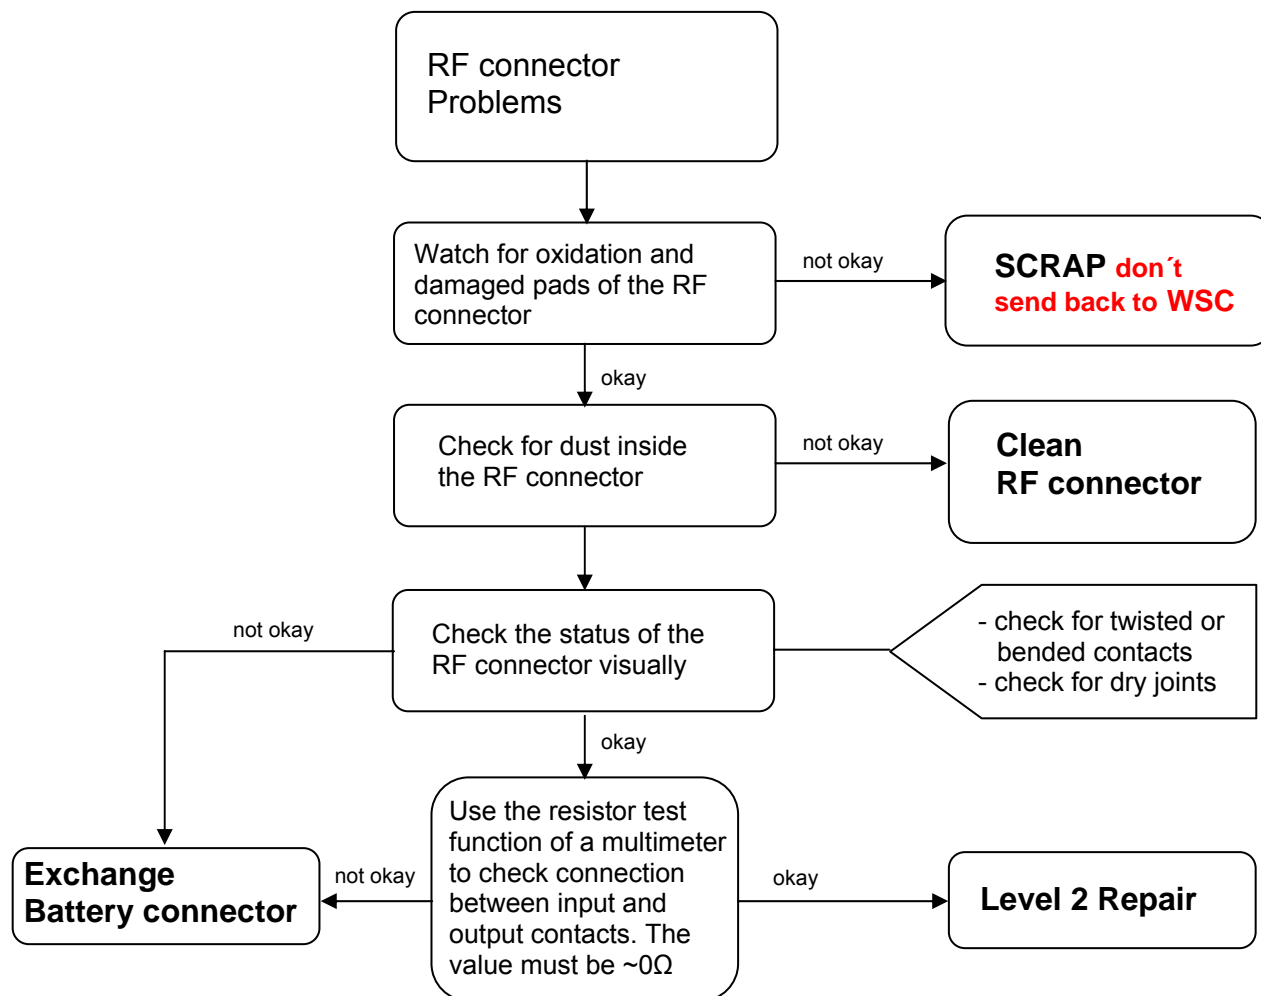 RF connector
Problems
Watch for oxidation and
damaged pads of the RF
connector
not okay
SCRAP don´t
send back to WSC
okay
Check for dust inside
the RF connector
not okay
Clean
RF connector
not okay
Check the status of the
RF connector visually
- check for twisted or
bended contacts
- check for dry joints
okay
Use the resistor test
function of a multimeter
to check connection
between input and
output contacts. The
value must be ~0Ω
not okay
Exchange
Battery connector
okay
Level 2 Repair